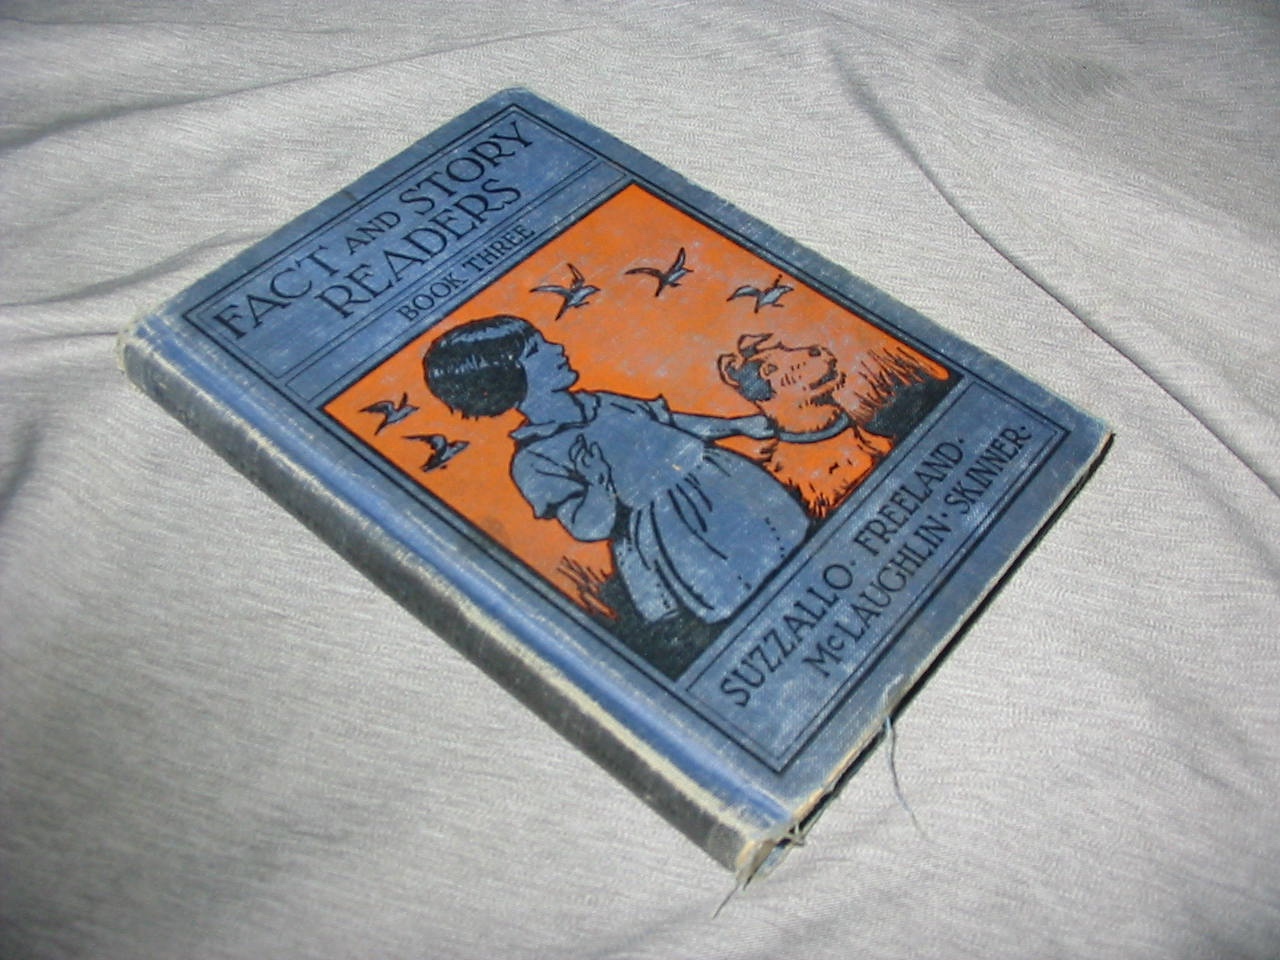 FACT AND STORY
READERS
BOOK THREE
SUZZALLO · FREELAND ·
McLAUGHLIN · SKINNER ·